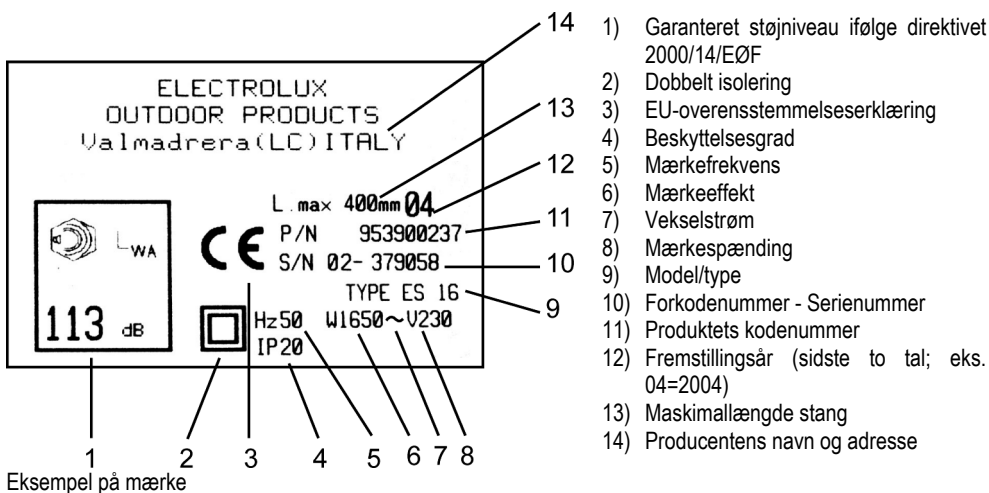 ELECTROLUX
OUTDOOR PRODUCTS
Valmadrera(LC)ITALY
L.max 400mm 04
P/N 953900237
S/N 02- 379058
TYPE ES 16
Hz50 W1650~V230
IP20
LWA
113 dB
CE
14
13
12
11
10
9
1 2 3 4 5 6 7 8
Eksempel på mærke
1) Garanteret støjniveau ifølge direktivet
2000/14/EØF
2) Dobbelt isolering
3) EU-overensstemmelseserklæring
4) Beskyttelsesgrad
5) Mærkefrekvens
6) Mærkeeffekt
7) Vekselstrøm
8) Mærkespænding
9) Model/type
10) Forkodenummer - Serienummer
11) Produktets kodenummer
12) Fremstillingsår (sidste to tal; eks.
04=2004)
13) Maskimallængde stang
14) Producentens navn og adresse